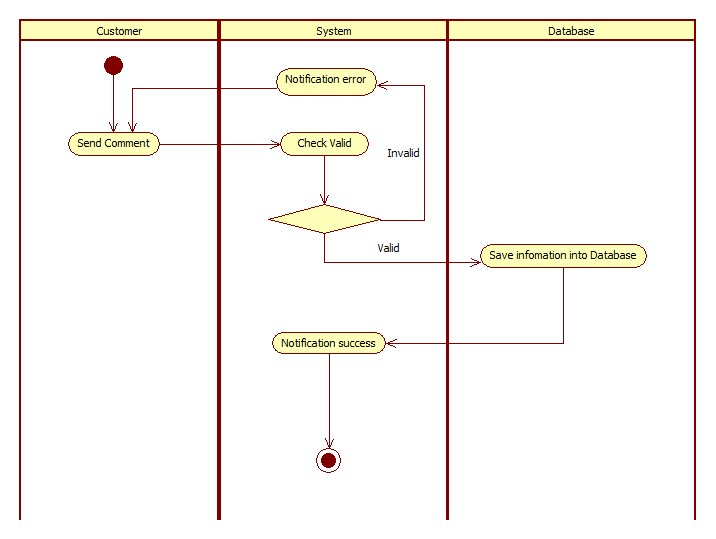 Customer
System
Database
Notification error
Send Comment
Check Valid
Invalid
Valid
Save infomation into Database
Notification success